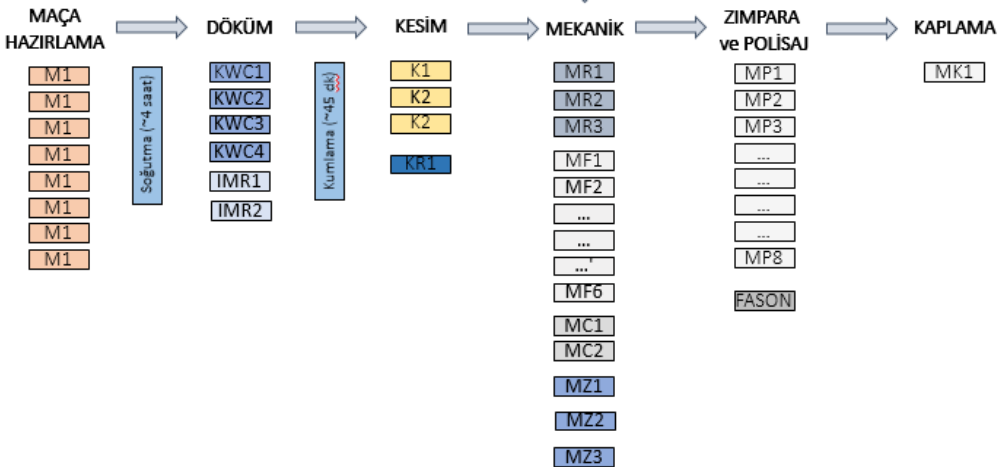 MAÇA
HAZIRLAMA
M1
M1
M1
M1
M1
M1
M1
M1
Soğutma (~4 saat)
DÖKÜM
KWC1
KWC2
KWC3
KWC4
IMR1
IMR2
Kumlama (~45 dk)
KESİM
K1
K2
K2
KR1
MEKANİK
MR1
MR2
MR3
MF1
MF2
...
...
...'
MF6
MC1
MC2
MZ1
MZ2
MZ3
ZIMPARA
ve POLİSAJ
MP1
MP2
MP3
...
...
...
...
MP8
FASON
KAPLAMA
MK1